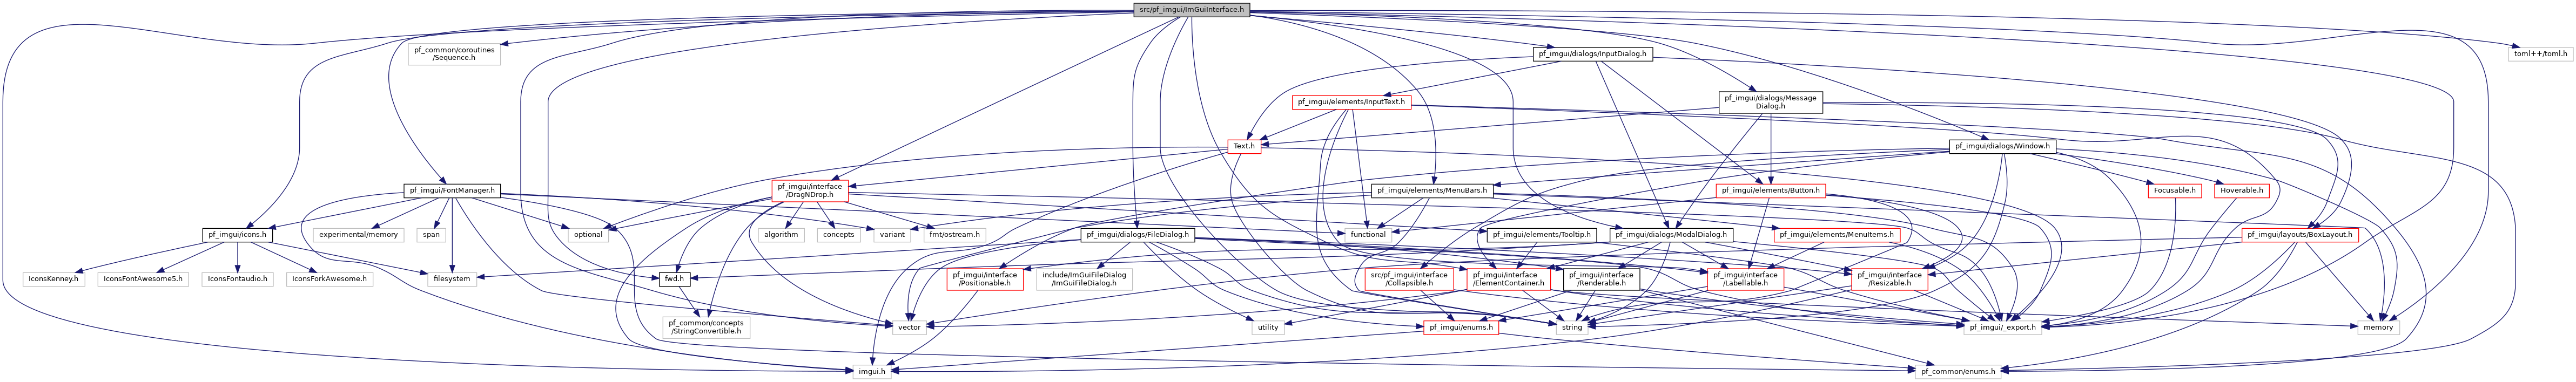 src/pf_imgui/ImGuiInterface.h
pf_common/coroutines
/Sequence.h
pf_imgui/dialogs/InputDialog.h
toml++/toml.h
pf_imgui/elements/InputText.h
pf_imgui/dialogs/Message
Dialog.h
Text.h
pf_imgui/dialogs/Window.h
pf_imgui/FontManager.h
pf_imgui/interface
/DragNDrop.h
pf_imgui/elements/MenuBars.h
pf_imgui/elements/Button.h
Focusable.h
Hoverable.h
pf_imgui/icons.h
experimental/memory
span
optional
algorithm
concepts
variant
fmt/ostream.h
functional
pf_imgui/dialogs/FileDialog.h
pf_imgui/elements/Tooltip.h
pf_imgui/dialogs/ModalDialog.h
pf_imgui/elements/MenuItems.h
pf_imgui/layouts/BoxLayout.h
IconsKenney.h
IconsFontAwesome5.h
IconsFontaudio.h
IconsForkAwesome.h
filesystem
fwd.h
pf_imgui/interface
/Positionable.h
include/ImGuiFileDialog
/ImGuiFileDialog.h
src/pf_imgui/interface
/Collapsible.h
pf_imgui/interface
/ElementContainer.h
pf_imgui/interface
/Renderable.h
pf_imgui/interface
/Labellable.h
pf_imgui/interface
/Resizable.h
pf_common/concepts
/StringConvertible.h
vector
utility
pf_imgui/enums.h
string
pf_imgui/_export.h
memory
imgui.h
pf_common/enums.h